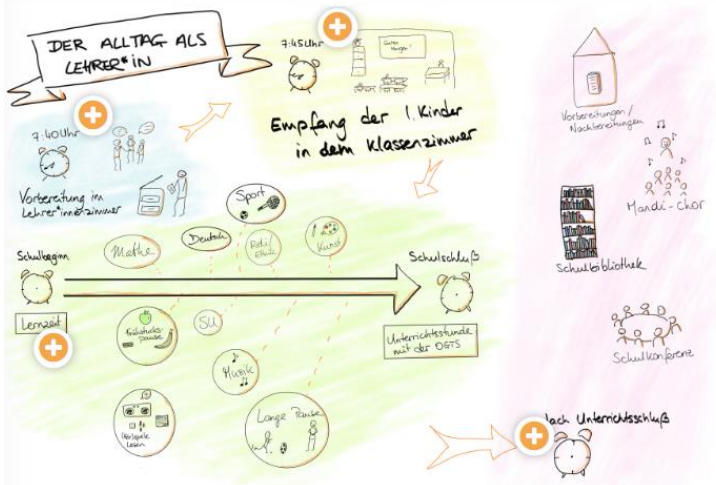 DER ALLTAG ALS
LEHRER*iN
7:40 Uhr
Vorbereitung im
Lehrer*innenzimmer
7:45 Uhr
Guten
Morgen!
Empfang der 1. Kinder
in dem Klassenzimmer
Schulbeginn
Lernzeit
Mathe
Deutsch
Sport
Reli/
Ethik
Kunst
Frühstücks-
pause
SU
Musik
Hörspiele
Lesen
Lange Pause
Schulschluß
Unterrichtsstunde
mit der OGTS
Vorbereitungen/
Nachbereitungen
Mandi-Chor
Schulbibliothek
Schulkonferenz
Nach Unterrichtsschluß